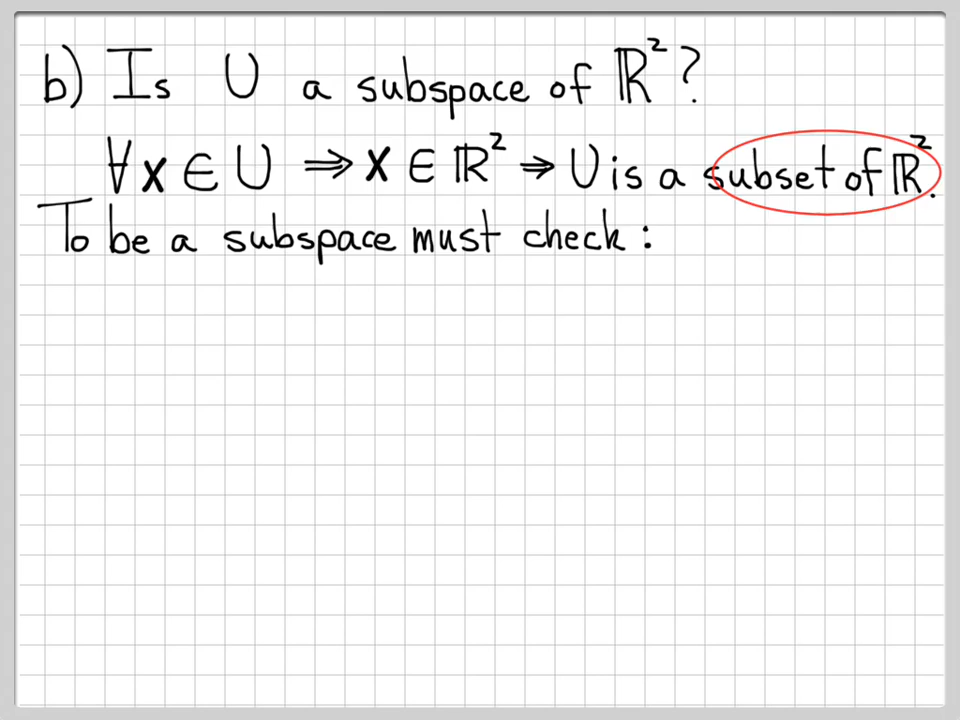 b) Is U a subspace of ℝ²?
∀x ∈ U ⇒ x ∈ ℝ² ⇒ U is a subset of ℝ².
To be a subspace must check: